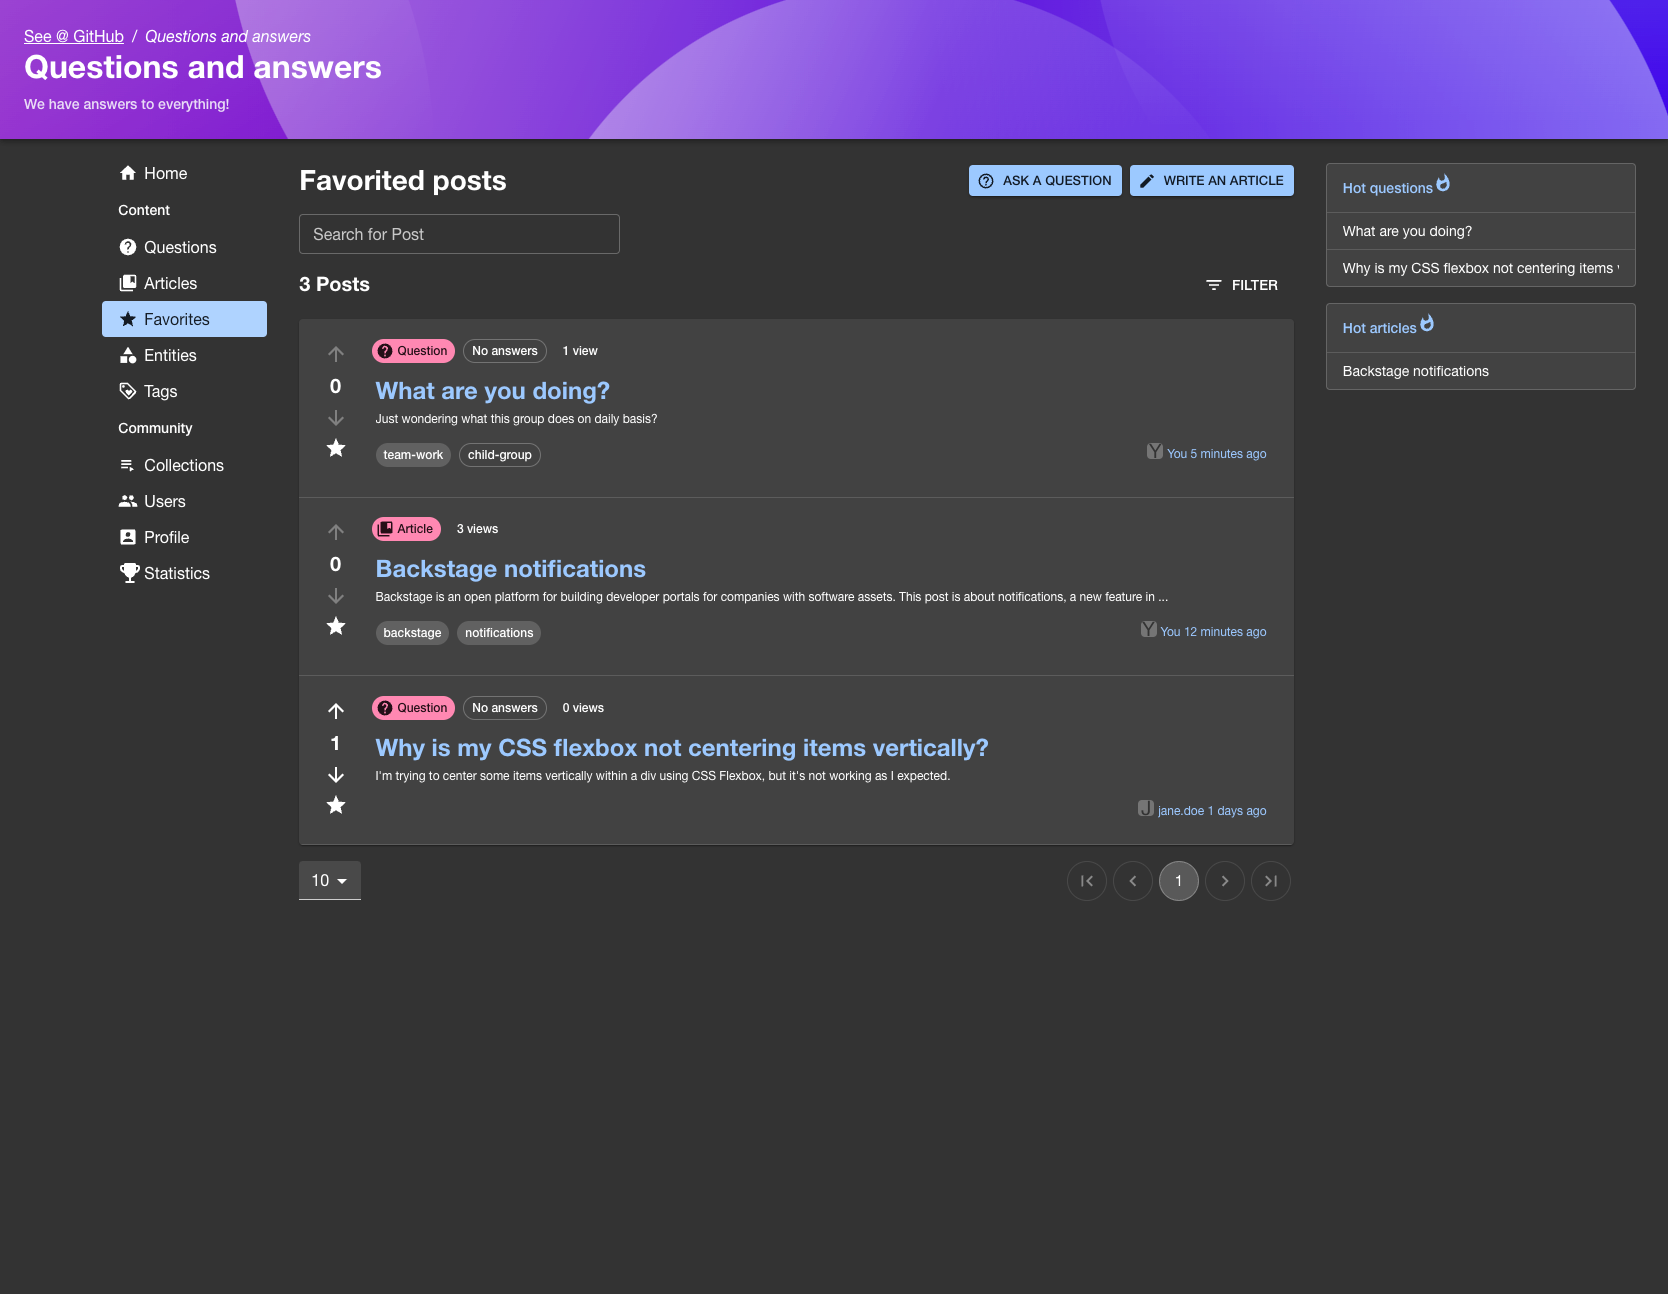 See @ GitHub / Questions and answers
Questions and answers
We have answers to everything!
Home
Content
Questions
Articles
Favorites
Entities
Tags
Community
Collections
Users
Profile
Statistics
Favorited posts
ASK A QUESTION
WRITE AN ARTICLE
Search for Post
3 Posts
FILTER
Question No answers 1 view
0
What are you doing?
Just wondering what this group does on daily basis?
team-work child-group
Y You 5 minutes ago
Article 3 views
0
Backstage notifications
Backstage is an open platform for building developer portals for companies with software assets. This post is about notifications, a new feature in ...
backstage notifications
Y You 12 minutes ago
Question No answers 0 views
1
Why is my CSS flexbox not centering items vertically?
I'm trying to center some items vertically within a div using CSS Flexbox, but it's not working as I expected.
J jane.doe 1 days ago
10
1
Hot questions
What are you doing?
Why is my CSS flexbox not centering items
Hot articles
Backstage notifications